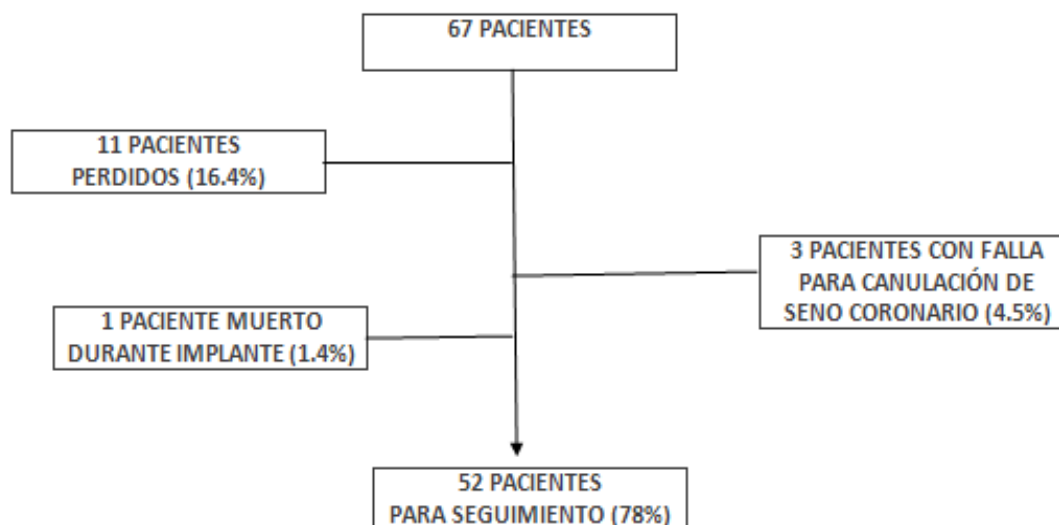 67 PACIENTES
11 PACIENTES
PERDIDOS (16.4%)
3 PACIENTES CON FALLA
PARA CANULACIÓN DE
SENO CORONARIO (4.5%)
1 PACIENTE MUERTO
DURANTE IMPLANTE (1.4%)
52 PACIENTES
PARA SEGUIMIENTO (78%)